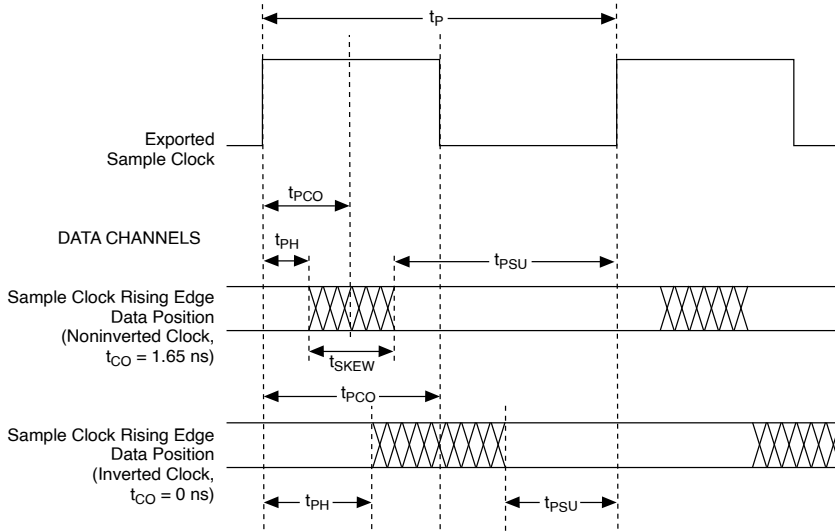 tP
Exported
Sample Clock
tPCO
DATA CHANNELS
tPH
tPSU
Sample Clock Rising Edge
Data Position
(Noninverted Clock,
tCO = 1.65 ns)
tSKEW
tPCO
Sample Clock Rising Edge
Data Position
(Inverted Clock,
tCO = 0 ns)
tPH
tPSU